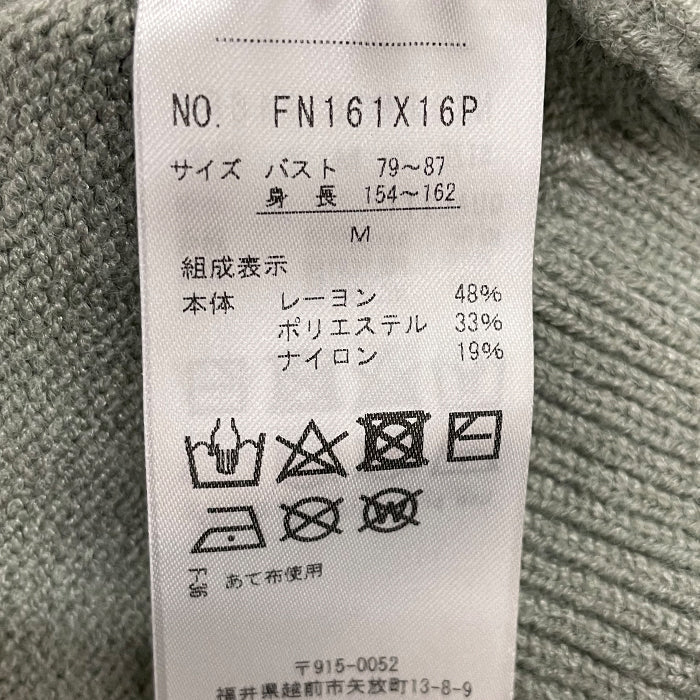 NO. FN161X16P
サイズ バスト 79～87
身長 154～162
M
組成表示
本体 レーヨン 48%
ポリエステル 33%
ナイロン 19%
あて布使用
〒915-0052
福井県越前市矢放町13-8-9